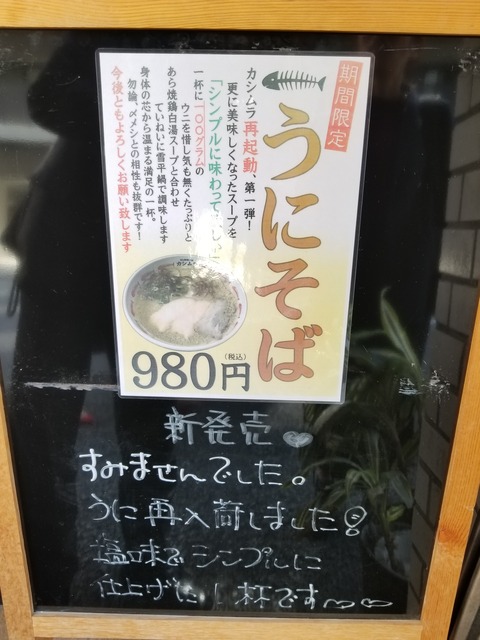 期間限定
うにそば
カシムラ再起動、第一弾！
更に美味しくなったスープを
「シンプルに味わって
一杯に一〇〇グラムの
ウニを惜し気も無くたっぷりと
あら焼鶏白湯スープと合わせ
ていねいに雪平鍋で調味します
身体の芯から温まる満足の一杯。
勿論、〆メシとの相性も抜群です！
今後ともよろしくお願い致します
980円
(税込)
新発売♡
すみませんでした。
うに再入荷しました!
塩味でシンプルに
仕上げた1杯です